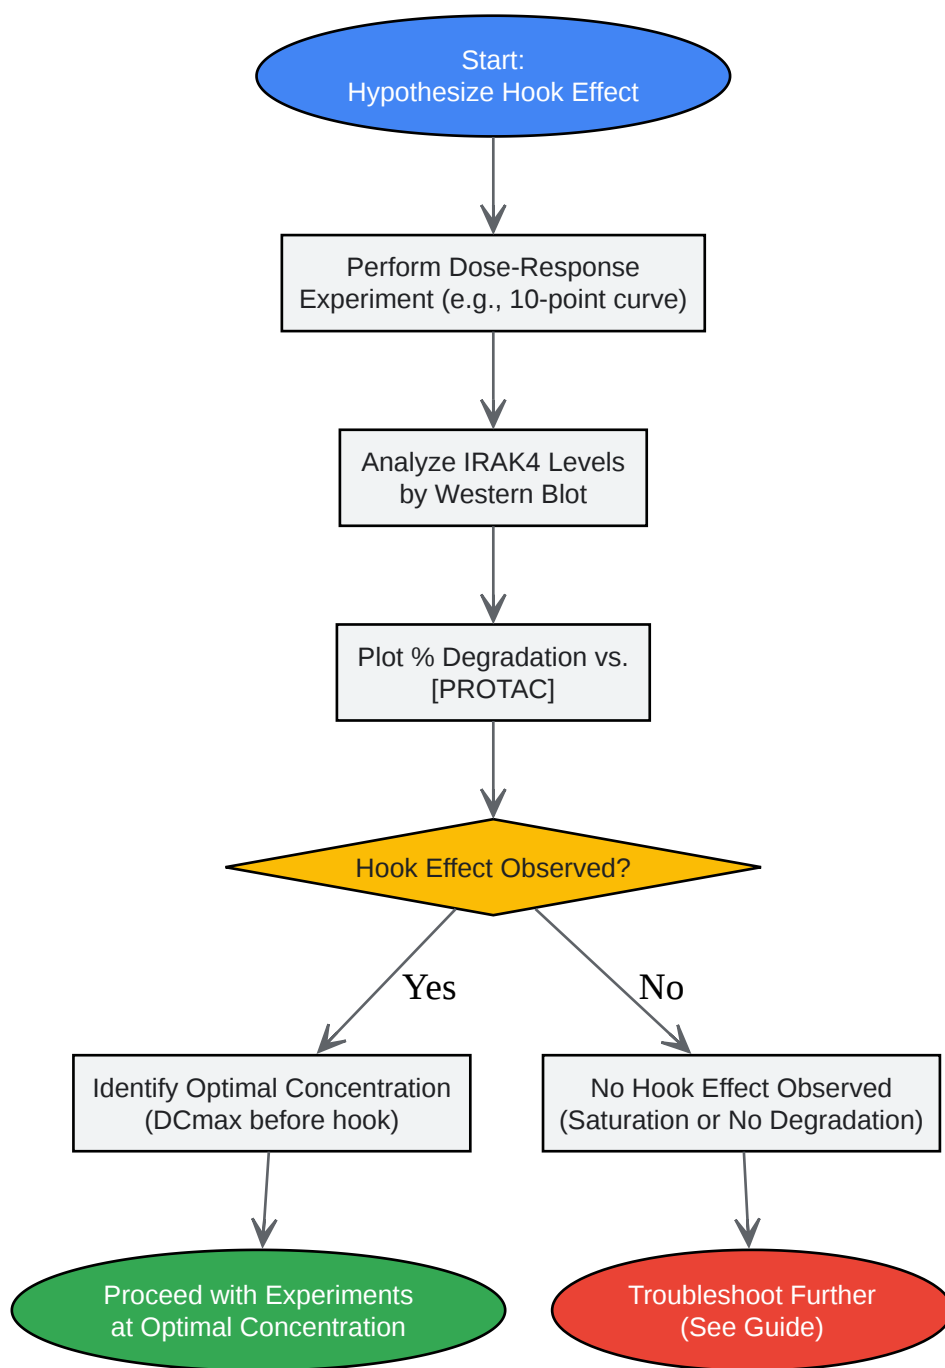 Start:
Hypothesize Hook Effect
Perform Dose-Response
Experiment (e.g., 10-point curve)
Analyze IRAK4 Levels
by Western Blot
Plot % Degradation vs.
[PROTAC]
Hook Effect Observed?
Yes
No
Identify Optimal Concentration
(DCmax before hook)
No Hook Effect Observed
(Saturation or No Degradation)
Proceed with Experiments
at Optimal Concentration
Troubleshoot Further
(See Guide)